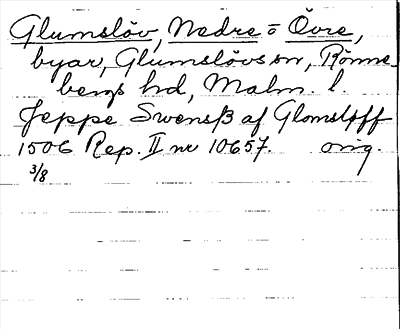 Glumslöv, Nedre = Övre,
byar, Glumslövs sn, Rönne-
bergs hd, Malm. l.
Jeppe Swenß af Glomsløff
1506 Rep. II nr 10657. orig.
3/8